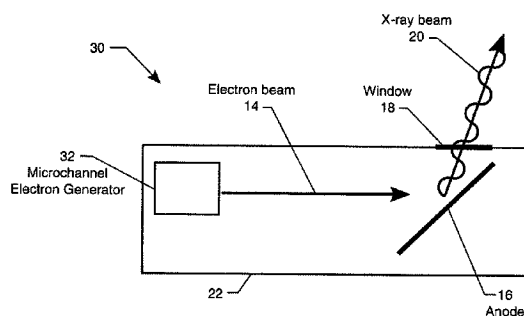 X-ray beam
20
30
Electron beam
14
Window
18
32
Microchannel
Electron Generator
22
16
Anode